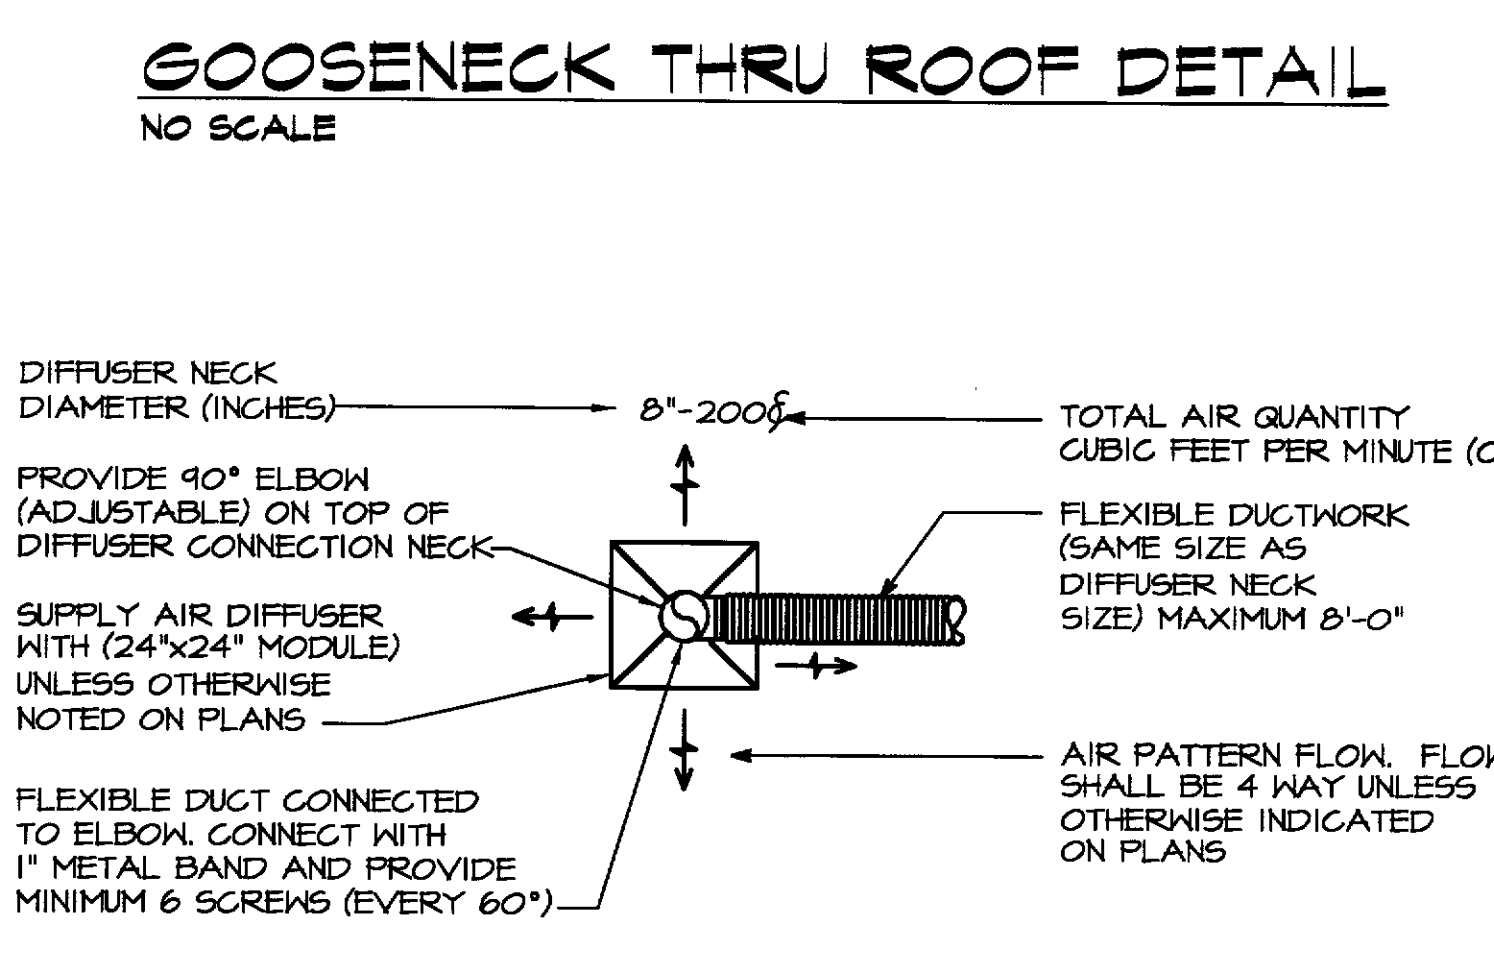 GOOSENECK THRU ROOF DETAIL
NO SCALE
DIFFUSER NECK
DIAMETER (INCHES)
8"-200
TOTAL AIR QUANTITY
CUBIC FEET PER MINUTE
PROVIDE 90° ELBOW
(ADJUSTABLE) ON TOP OF
DIFFUSER CONNECTION NECK
FLEXIBLE DUCTWORK
(SAME SIZE AS
DIFFUSER NECK
SIZE) MAXIMUM 8'-0"
SUPPLY AIR DIFFUSER
WITH (24"x24" MODULE)
UNLESS OTHERWISE
NOTED ON PLANS
AIR PATTERN FLOW.
SHALL BE 4 WAY UNLESS
OTHERWISE INDICATED
ON PLANS
FLEXIBLE DUCT CONNECTED
TO ELBOW. CONNECT WITH
1" METAL BAND AND PROVIDE
MINIMUM 6 SCREWS (EVERY 60°)